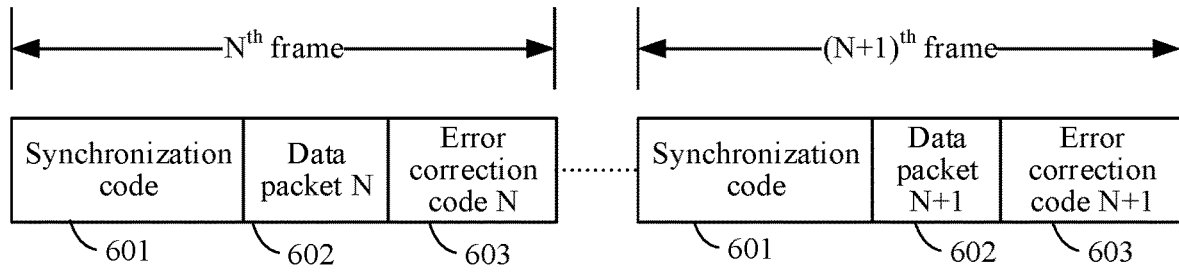 Nth frame
(N+1)th frame
Synchronization
code
Data
packet N
Error
correction
code N
Synchronization
code
Data
packet
N+1
Error
correction
code N+1
601
602
603
601
602
603